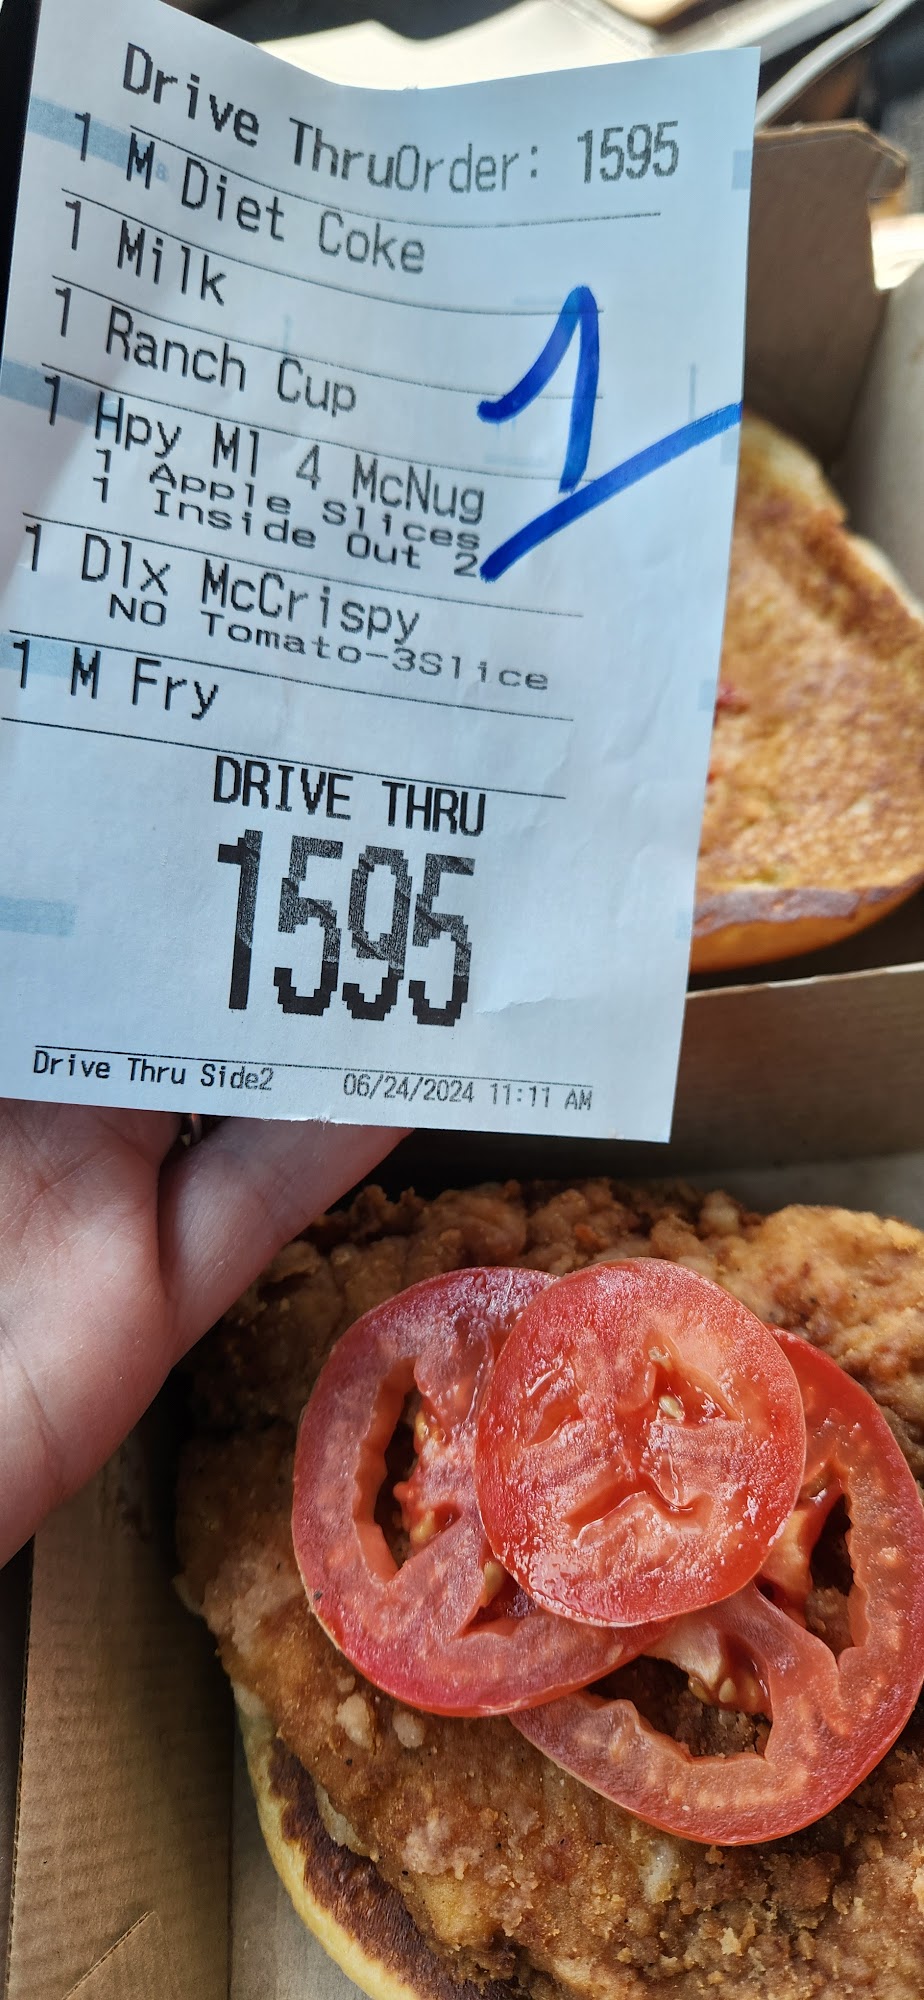 Drive ThruOrder: 1595
1 M Diet Coke
1 Milk
1 Ranch Cup
1 Hpy Ml 4 McNug
1 Apple Slices
1 Inside Out 2
1 Dlx McCrispy
NO Tomato-3Slice
1 M Fry
DRIVE THRU
1595
Drive Thru Side2 06/24/2024 11:11 AM
1